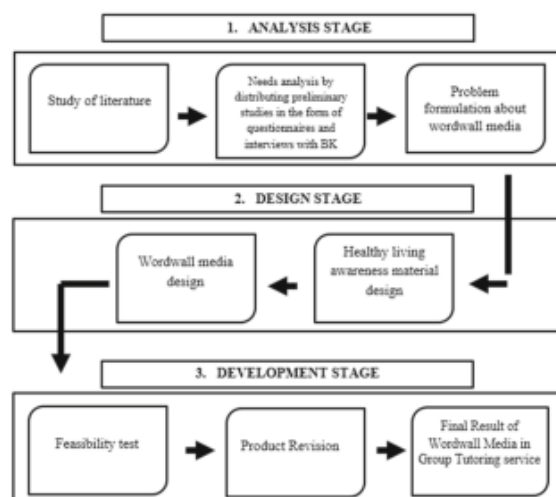 1. ANALYSIS STAGE
Study of literature
Needs analysis by
distributing preliminary
studies in the form of
questionnaires and
interviews with BK
Problem
formulation about
wordwall media
2. DESIGN STAGE
Healthy living
awareness material
design
Wordwall media
design
3. DEVELOPMENT STAGE
Feasibility test
Product Revision
Final Result of
Wordwall Media in
Group Tutoring service